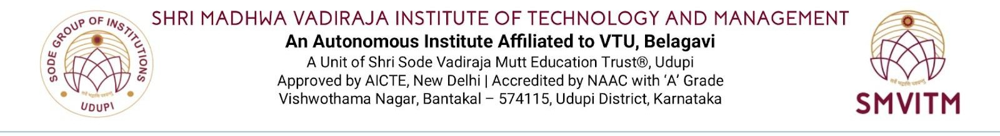 SODE GROUP OF INSTITUTIONS
UDUPI
SHRI MADHWA VADIRAJA INSTITUTE OF TECHNOLOGY AND MANAGEMENT
An Autonomous Institute Affiliated to VTU, Belagavi
A Unit of Shri Sode Vadiraja Mutt Education Trust®, Udupi
Approved by AICTE, New Delhi | Accredited by NAAC with ‘A’ Grade
Vishwothama Nagar, Bantakal – 574115, Udupi District, Karnataka
SMVITM